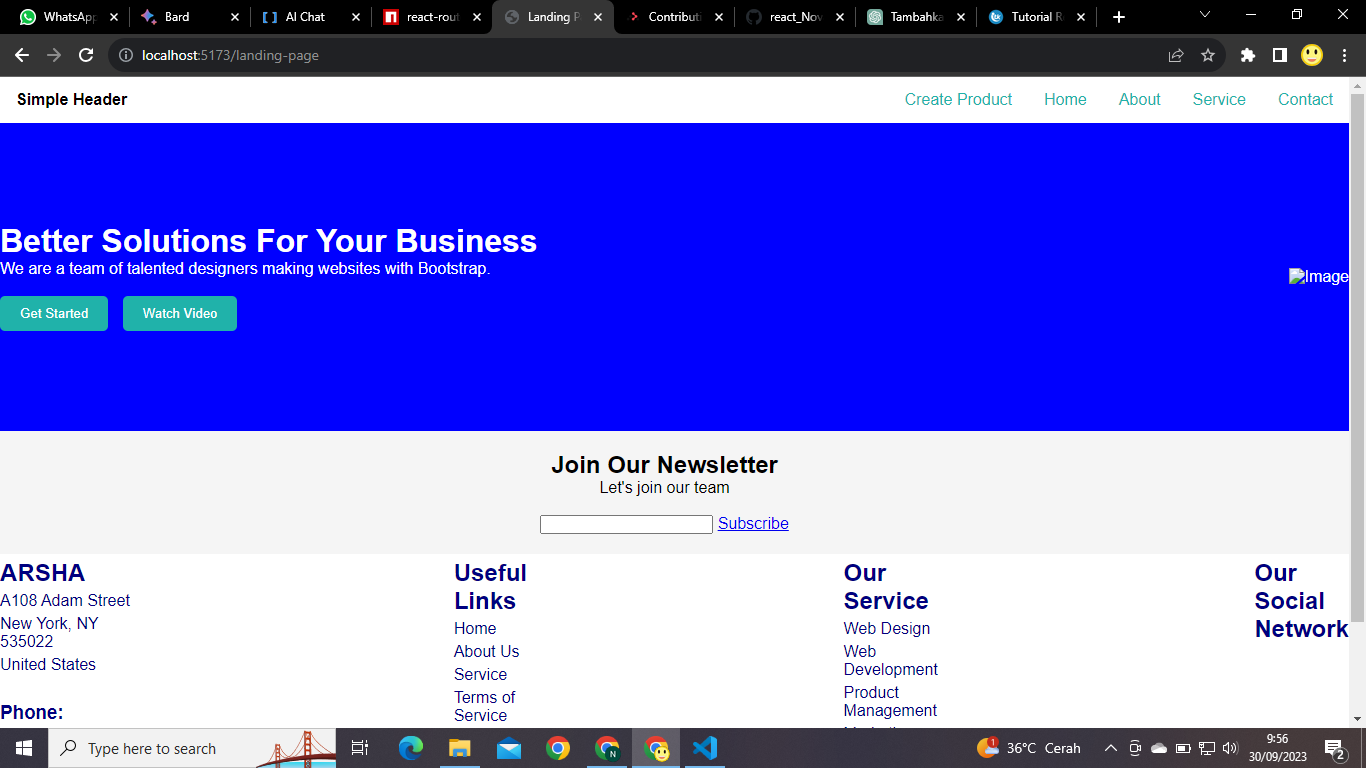 WhatsApp
Bard
AI Chat
react-rout
Landing P
Contributi
react_Nov
Tambahka
Tutorial R
localhost:5173/landing-page
Simple Header
Create Product
Home
About
Service
Contact
Better Solutions For Your Business
We are a team of talented designers making websites with Bootstrap.
Image
Get Started
Watch Video
Join Our Newsletter
Let's join our team
Subscribe
ARSHA
A108 Adam Street
New York, NY
535022
United States
Phone:
Useful
Links
Home
About Us
Service
Terms of
Service
Our
Service
Web Design
Web
Development
Product
Management
Our
Social
Network
Type here to search
1
36°C Cerah
9:56
30/09/2023
2